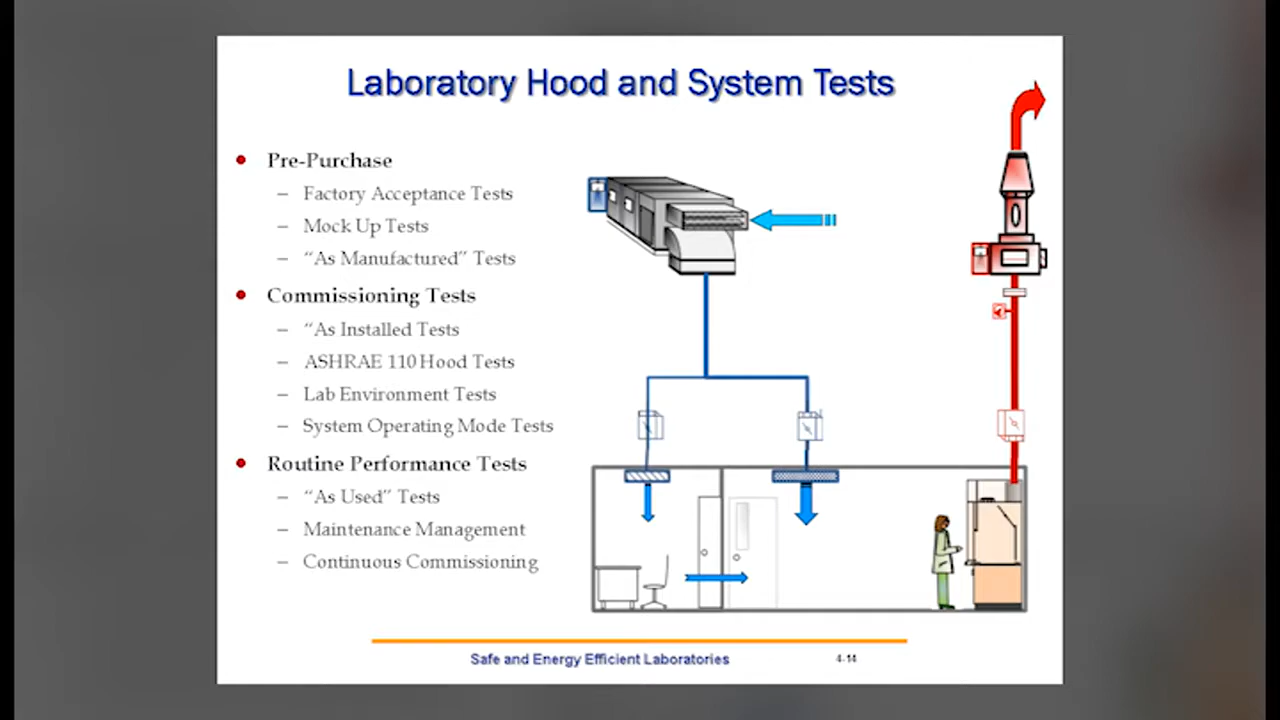 Laboratory Hood and System Tests
• Pre-Purchase
– Factory Acceptance Tests
– Mock Up Tests
– “As Manufactured” Tests
• Commissioning Tests
– “As Installed Tests
– ASHRAE 110 Hood Tests
– Lab Environment Tests
– System Operating Mode Tests
• Routine Performance Tests
– “As Used” Tests
– Maintenance Management
– Continuous Commissioning
Safe and Energy Efficient Laboratories
4-14